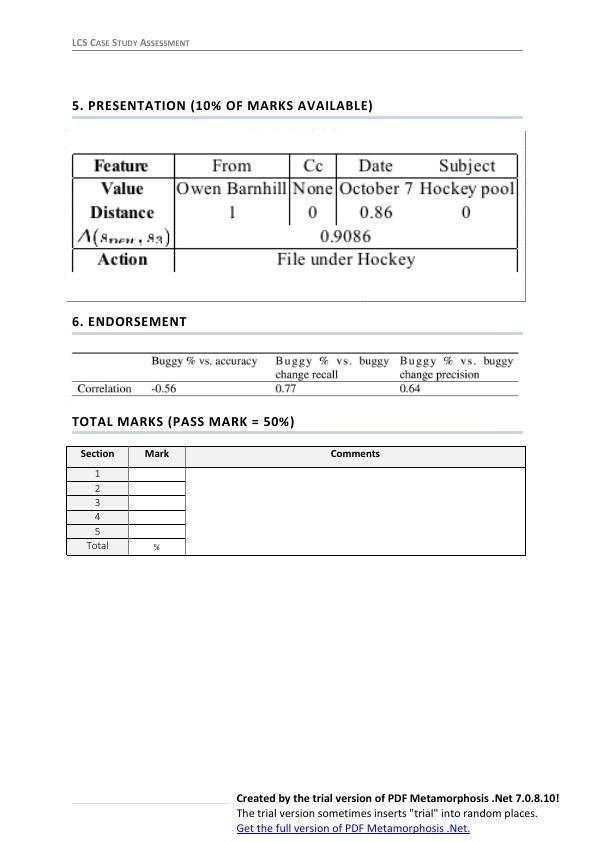 LCS CASE STUDY ASSESSMENT
5. PRESENTATION (10% OF MARKS AVAILABLE)
Feature From Cc Date Subject
Value Owen Barnhill None October 7 Hockey pool
Distance 1 0 0.86 0
Λ(s_new, s_3) 0.9086
Action File under Hockey
6. ENDORSEMENT
Buggy % vs. accuracy Buggy % vs. buggy Buggy % vs. buggy
change recall change precision
Correlation -0.56 0.77 0.64
TOTAL MARKS (PASS MARK = 50%)
Section Mark Comments
1
2
3
4
5
Total %
Created by the trial version of PDF Metamorphosis .Net 7.0.8.10!
The trial version sometimes inserts "trial" into random places.
Get the full version of PDF Metamorphosis .Net.